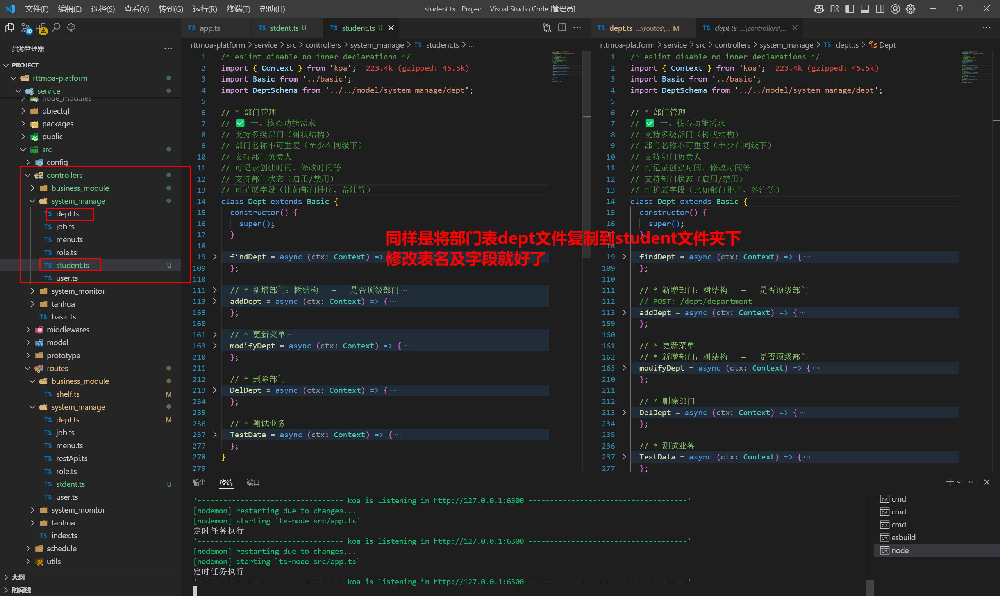 文件(F) 编辑(E) 选择(S) 查看(V) 转到(G) 运行(R) 终端(T) 帮助(H)
student.ts - Project - Visual Studio Code [管理员]
10
资源管理器
PROJECT
rttmoa-platform
service
node_modules
objectql
packages
public
src
config
controllers
business_module
system_manage
TS dept.ts
TS job.ts
TS menu.ts
TS role.ts
TS student.ts U
TS user.ts
system_monitor
tanhua
TS basic.ts
middlewares
model
prototype
routes
business_module
TS shelf.ts M
system_manage
TS dept.ts M
TS job.ts
TS menu.ts
TS restApi.ts
TS role.ts
TS stdent.ts U
TS user.ts
system_monitor
tanhua
TS index.ts
schedule
utils
大纲
时间线
TS app.ts TS stdent.ts U TS student.ts U
rttmoa-platform > service > src > controllers > system_manage > TS student.ts > ...
1 /* eslint-disable no-inner-declarations */
2 import { Context } from 'koa'; 223.4k (gzipped: 45.5k)
3 import Basic from '../basic';
4 import DeptSchema from '../../model/system_manage/dept';
5
6 // * 部门管理
7 // ✅ 一、核心功能需求
8 // 支持多级部门（树状结构）
9 // 部门名称不可重复（至少在同级下）
10 // 支持部门负责人
11 // 可记录创建时间、修改时间等
12 // 支持部门状态（启用/禁用）
13 // 可扩展字段（比如部门排序、备注等）
14 class Dept extends Basic {
15 constructor() {
16 super();
17 }
18
19 findDept = async (ctx: Context) => {
109 };
110
111 // * 新增部门：树结构 — 是否顶级部门 ···
113 addDept = async (ctx: Context) => { ···
159 };
160
161 // * 更新菜单 ···
163 modifyDept = async (ctx: Context) => { ···
210 };
211
212 // * 删除部门
213 DelDept = async (ctx: Context) => { ···
234 };
235
236 // * 测试业务
237 TestData = async (ctx: Context) => { ···
277 };
278 }
279
同样是将部门表dept文件复制到student文件夹下
修改表名及字段就好了
TS dept.ts ...\routes\... M TS dept.ts ...\controllers\...
rttmoa-platform > service > src > controllers > system_manage > TS dept.ts > Dept
1 /* eslint-disable no-inner-declarations */
2 import { Context } from 'koa'; 223.4k (gzipped: 45.5k)
3 import Basic from '../basic';
4 import DeptSchema from '../../model/system_manage/dept';
5
6 // * 部门管理
7 // ✅ 一、核心功能需求
8 // 支持多级部门（树状结构）
9 // 部门名称不可重复（至少在同级下）
10 // 支持部门负责人
11 // 可记录创建时间、修改时间等
12 // 支持部门状态（启用/禁用）
13 // 可扩展字段（比如部门排序、备注等）
14 class Dept extends Basic {
15 constructor() {
16 super();
}
18
19 findDept = async (ctx: Context) => { ···
109 };
110
111 // * 新增部门：树结构 — 是否顶级部门
112 // POST: /dept/department
113 addDept = async (ctx: Context) => { ···
159 };
160
161 // * 更新菜单
162 // * 新增部门：树结构 — 是否顶级部门
163 modifyDept = async (ctx: Context) => { ···
210 };
211
212 // * 删除部门
213 DelDept = async (ctx: Context) => { ···
234 };
235
236 // * 测试业务
237 TestData = async (ctx: Context) => { ···
277 };
输出 终端 端口
'---------------------------------- koa is listening in http://127.0.0.1:6300 -------------------------------------'
[nodemon] restarting due to changes...
[nodemon] starting `ts-node src/app.ts`
定时任务执行
'---------------------------------- koa is listening in http://127.0.0.1:6300 -------------------------------------'
[nodemon] restarting due to changes...
[nodemon] starting `ts-node src/app.ts`
定时任务执行
'---------------------------------- koa is listening in http://127.0.0.1:6300 -------------------------------------'
cmd
cmd
cmd
esbuild
node